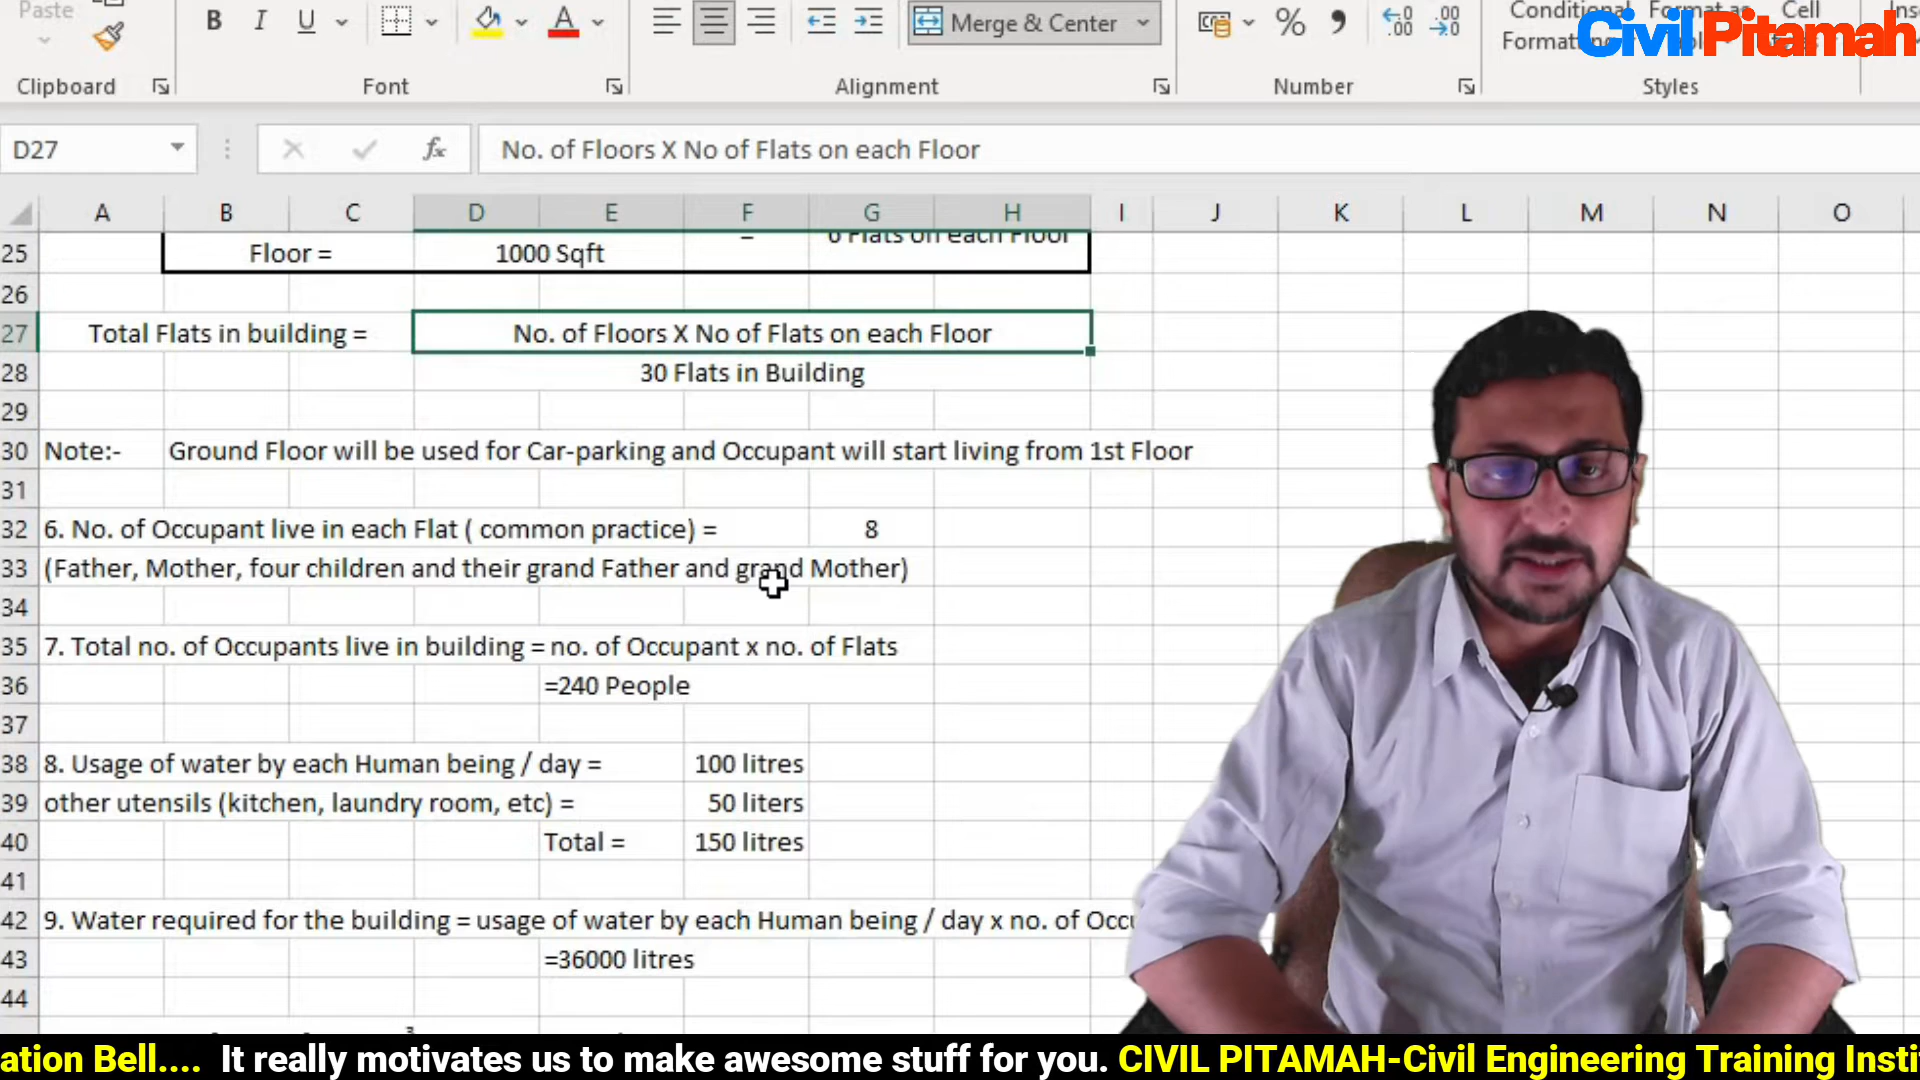 Paste
B I U
Conditional Format as Cell
Merge & Center
Formatting
Civil Pitamah
Clipboard Font Alignment Number Styles
D27 fx No. of Floors X No of Flats on each Floor
A B C D E F G H I J K L M N O
25 Floor = 1000 Sqft = 6 Flats on each Floor
26
27 Total Flats in building = No. of Floors X No of Flats on each Floor
28 30 Flats in Building
29
30 Note:- Ground Floor will be used for Car-parking and Occupant will start living from 1st Floor
31
32 6. No. of Occupant live in each Flat ( common practice) = 8
33 (Father, Mother, four children and their grand Father and grand Mother)
34
35 7. Total no. of Occupants live in building = no. of Occupant x no. of Flats
36 =240 People
37
38 8. Usage of water by each Human being / day = 100 litres
39 other utensils (kitchen, laundry room, etc) = 50 liters
40 Total = 150 litres
41
42 9. Water required for the building = usage of water by each Human being / day x no. of Occu
43 =36000 litres
44
ation Bell.... It really motivates us to make awesome stuff for you. CIVIL PITAMAH-Civil Engineering Training Insti